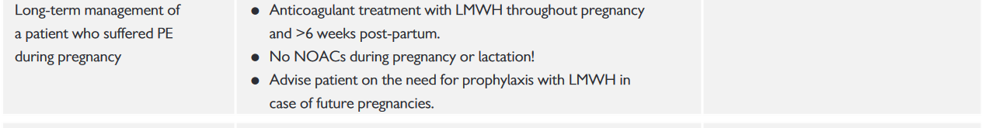 Long-term management of
a patient who suffered PE
during pregnancy
● Anticoagulant treatment with LMWH throughout pregnancy
and >6 weeks post-partum.
● No NOACs during pregnancy or lactation!
● Advise patient on the need for prophylaxis with LMWH in
case of future pregnancies.